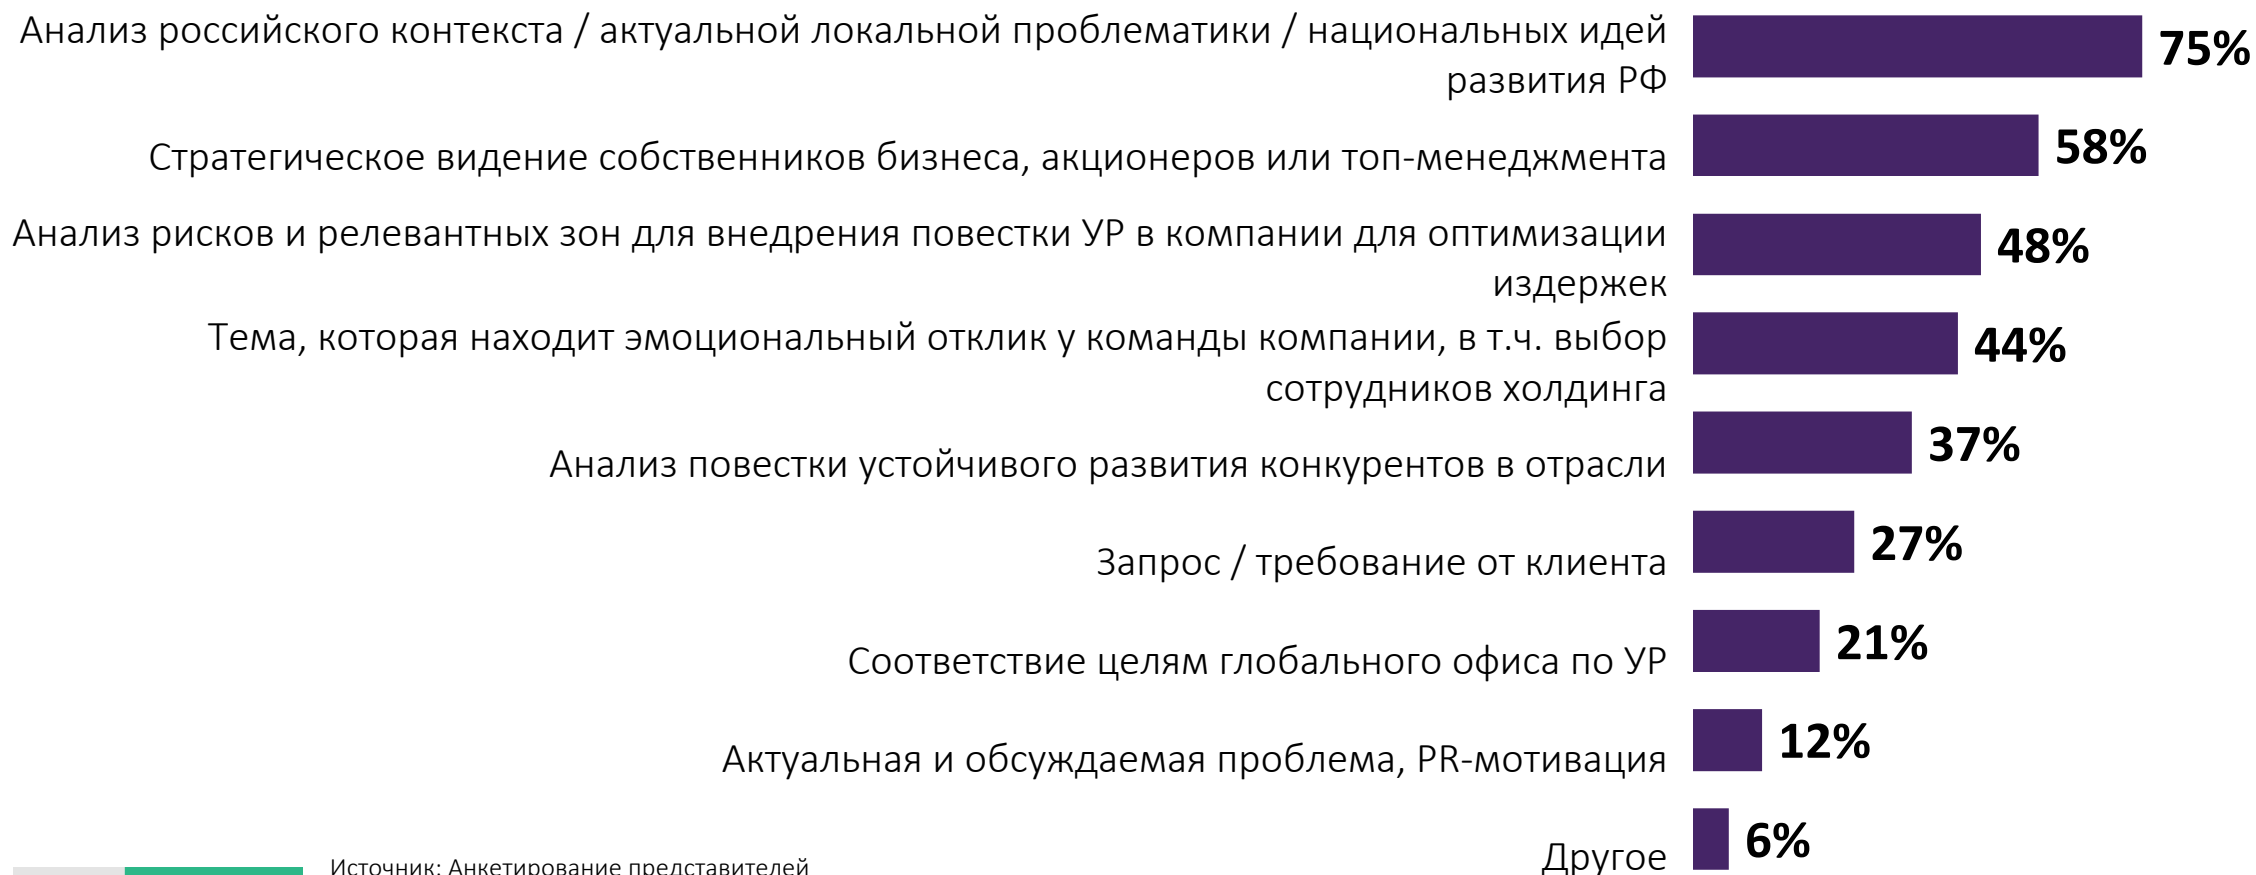 Анализ российского контекста / актуальной локальной проблематики / национальных идей
развития РФ
75%
Стратегическое видение собственников бизнеса, акционеров или топ-менеджмента
58%
Анализ рисков и релевантных зон для внедрения повестки УР в компании для оптимизации
издержек
48%
Тема, которая находит эмоциональный отклик у команды компании, в т.ч. выбор
сотрудников холдинга
44%
Анализ повестки устойчивого развития конкурентов в отрасли
37%
Запрос / требование от клиента
27%
Соответствие целям глобального офиса по УР
21%
Актуальная и обсуждаемая проблема, PR-мотивация
12%
Другое
6%
Источник: Анкетирование представителей